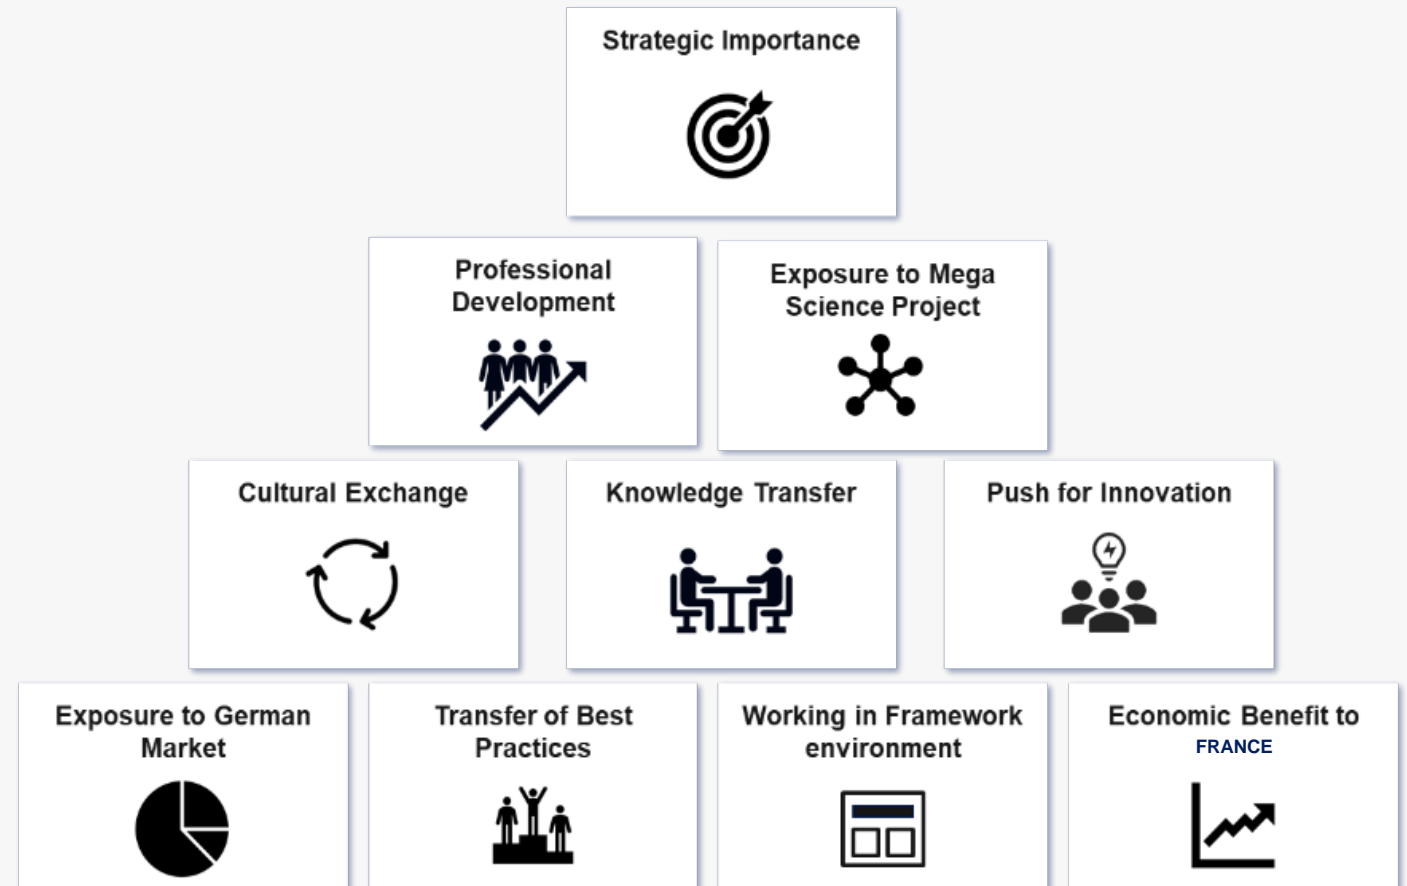 Strategic Importance
Professional
Development
Exposure to Mega
Science Project
Cultural Exchange
Knowledge Transfer
Push for Innovation
Exposure to German
Market
Transfer of Best
Practices
Working in Framework
environment
Economic Benefit to
FRANCE